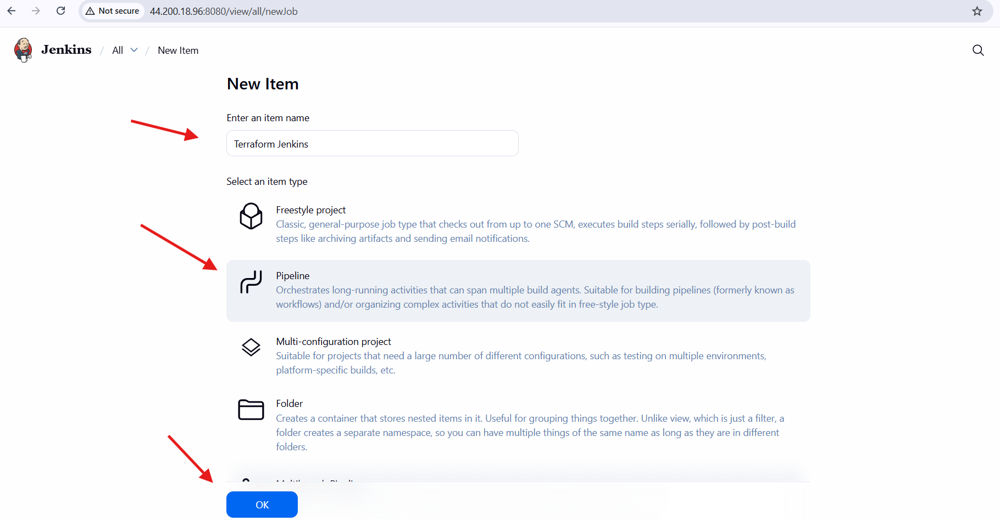 Not secure 44.200.18.96:8080/view/all/newJob
Jenkins / All / New Item
New Item
Enter an item name
Terraform Jenkins
Select an item type
Freestyle project
Classic, general-purpose job type that checks out from up to one SCM, executes build steps serially, followed by post-build
steps like archiving artifacts and sending email notifications.
Pipeline
Orchestrates long-running activities that can span multiple build agents. Suitable for building pipelines (formerly known as
workflows) and/or organizing complex activities that do not easily fit in free-style job type.
Multi-configuration project
Suitable for projects that need a large number of different configurations, such as testing on multiple environments,
platform-specific builds, etc.
Folder
Creates a container that stores nested items in it. Useful for grouping things together. Unlike view, which is just a filter, a
folder creates a separate namespace, so you can have multiple things of the same name as long as they are in different
folders.
OK